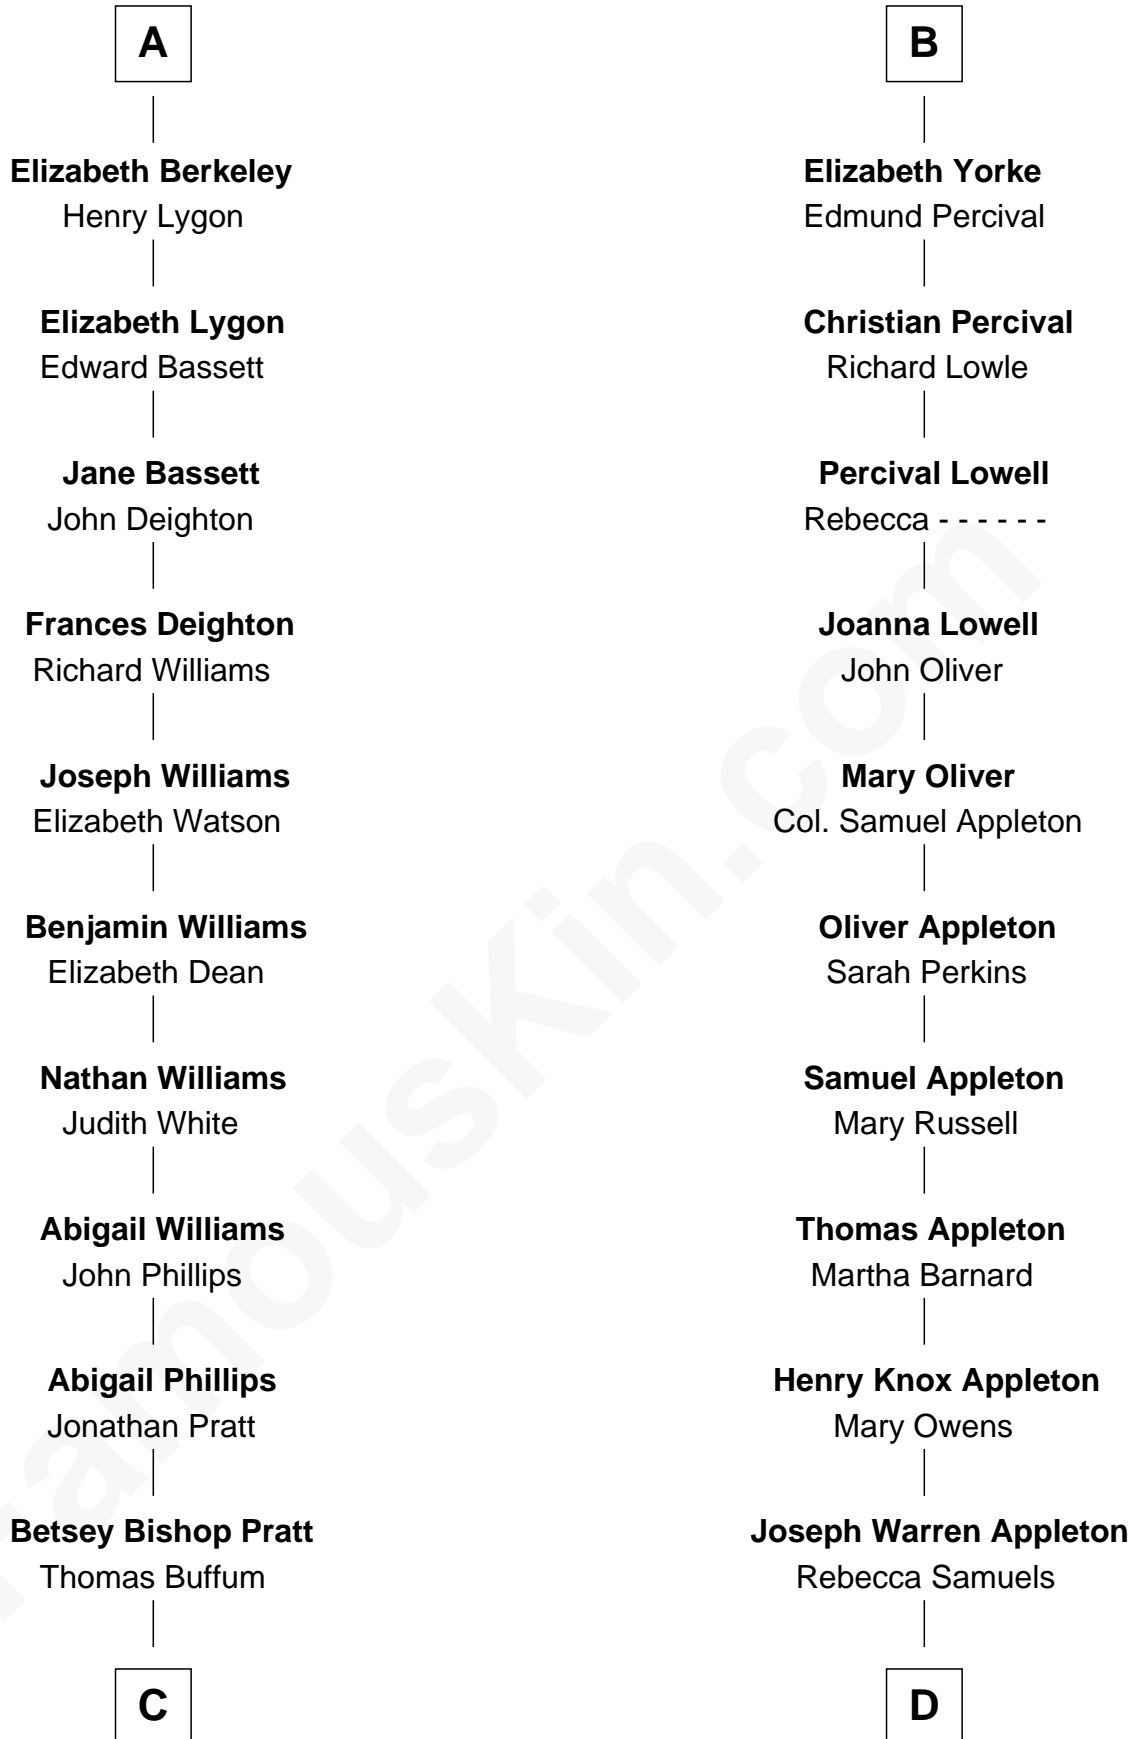 A
Elizabeth Berkeley
Henry Lygon
Elizabeth Lygon
Edward Bassett
Jane Bassett
John Deighton
Frances Deighton
Richard Williams
Joseph Williams
Elizabeth Watson
Benjamin Williams
Elizabeth Dean
Nathan Williams
Judith White
Abigail Williams
John Phillips
Abigail Phillips
Jonathan Pratt
Betsey Bishop Pratt
Thomas Buffum
C
B
Elizabeth Yorke
Edmund Percival
Christian Percival
Richard Lowle
Percival Lowell
Rebecca - - - - - -
Joanna Lowell
John Oliver
Mary Oliver
Col. Samuel Appleton
Oliver Appleton
Sarah Perkins
Samuel Appleton
Mary Russell
Thomas Appleton
Martha Barnard
Henry Knox Appleton
Mary Owens
Joseph Warren Appleton
Rebecca Samuels
D
FamousKin.com